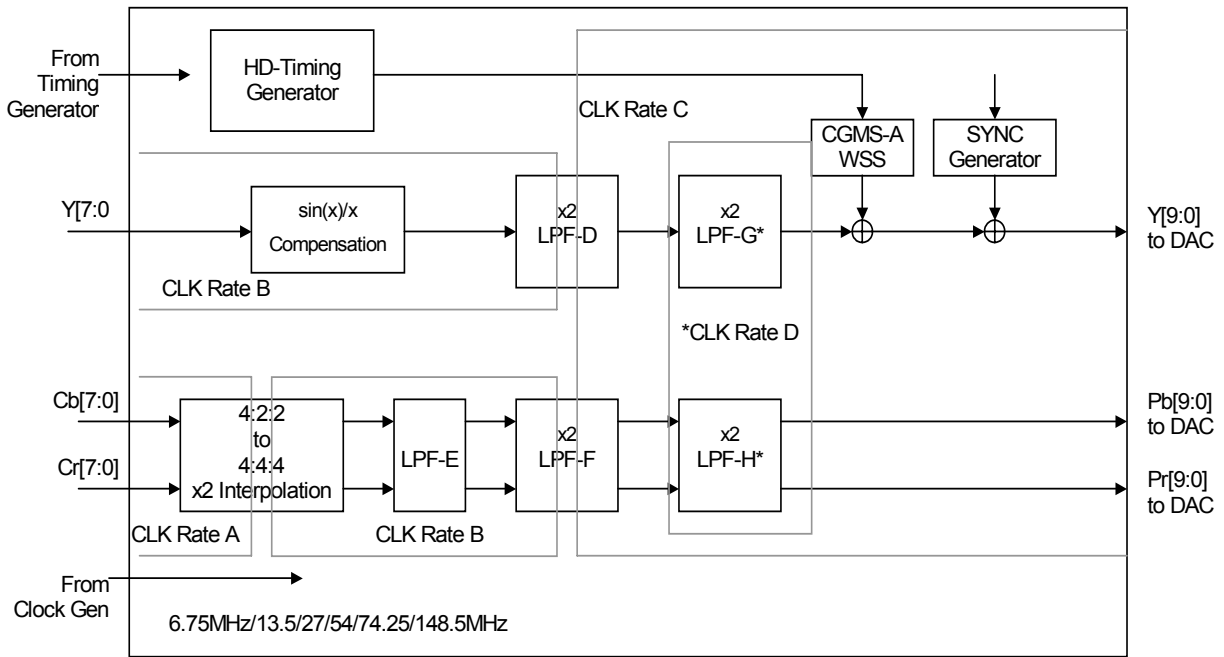 From
Timing
Generator
HD-Timing
Generator
CLK Rate C
CGMS-A
WSS
SYNC
Generator
Y[7:0
sin(x)/x
Compensation
x2
LPF-D
x2
LPF-G*
Y[9:0]
to DAC
CLK Rate B
*CLK Rate D
Cb[7:0]
Cr[7:0]
4:2:2
to
4:4:4
x2 Interpolation
LPF-E
x2
LPF-F
x2
LPF-H*
Pb[9:0]
to DAC
Pr[9:0]
to DAC
CLK Rate A
CLK Rate B
From
Clock Gen
6.75MHz/13.5/27/54/74.25/148.5MHz